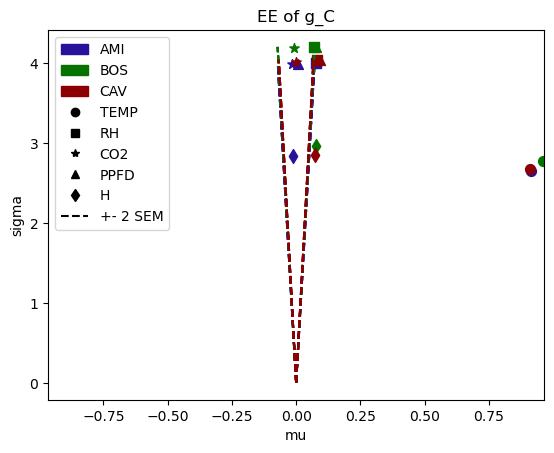 EE of g_C
AMI
BOS
CAV
TEMP
RH
CO2
PPFD
H
+- 2 SEM
sigma
4
3
2
1
0
−0.75
−0.50
−0.25
0.00
0.25
0.50
0.75
mu